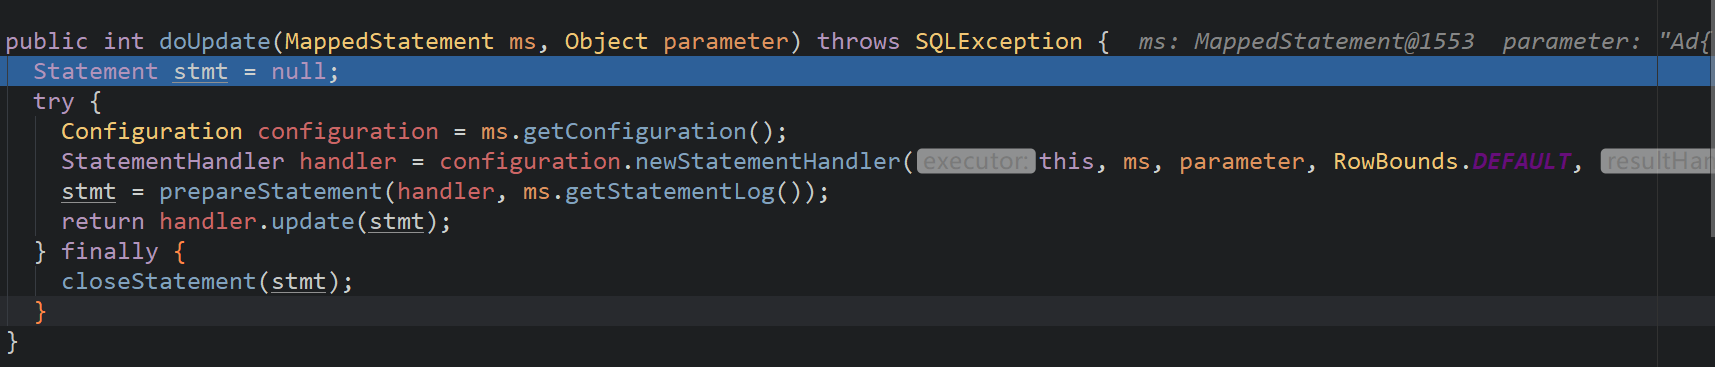 public int doUpdate(MappedStatement ms, Object parameter) throws SQLException {  ms: MappedStatement@1553  parameter: "Ad{
  Statement stmt = null;
  try {
    Configuration configuration = ms.getConfiguration();
    StatementHandler handler = configuration.newStatementHandler( executor: this, ms, parameter, RowBounds.DEFAULT,  resultHan
    stmt = prepareStatement(handler, ms.getStatementLog());
    return handler.update(stmt);
  } finally {
    closeStatement(stmt);
  }
}